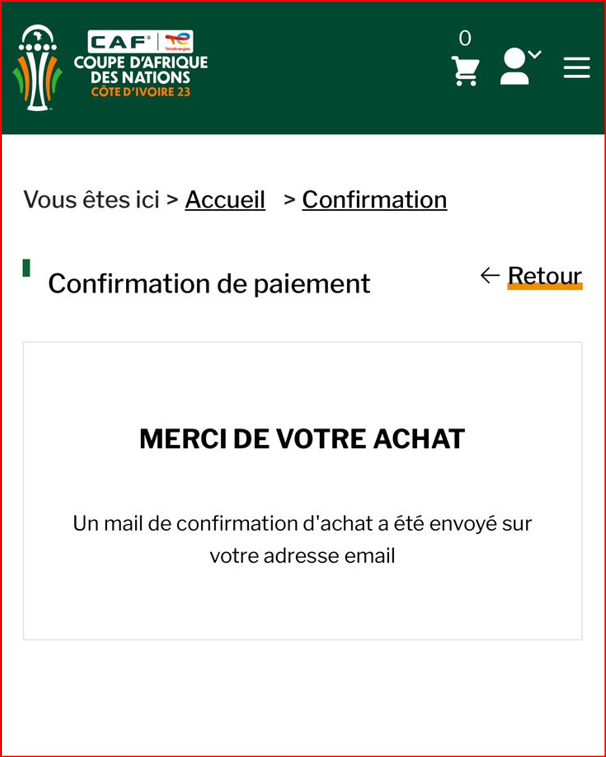 0
CAF TotalEnergies
COUPE D'AFRIQUE
DES NATIONS
CÔTE D'IVOIRE 23
Vous êtes ici > Accueil > Confirmation
Confirmation de paiement
← Retour
MERCI DE VOTRE ACHAT
Un mail de confirmation d'achat a été envoyé sur
votre adresse email